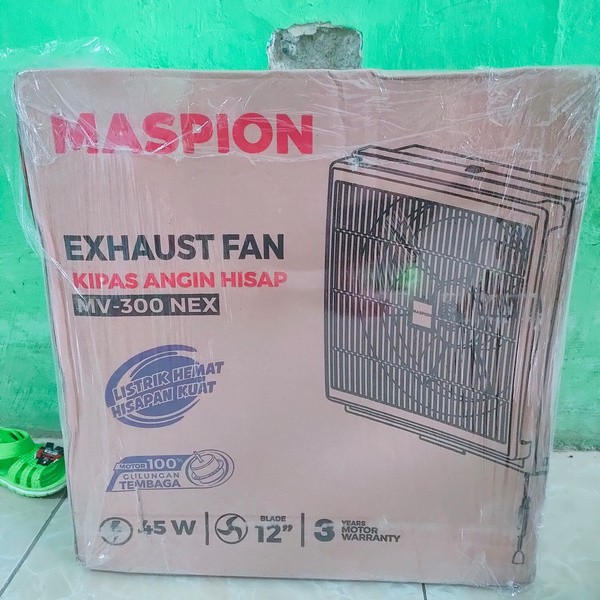 MASPION
EXHAUST FAN
KIPAS ANGIN HISAP
MV-300 NEX
MASPION
LISTRIK HEMAT
HISAPAN KUAT
MOTOR 100%
GULUNGAN
TEMBAGA
45 W
BLADE
12"
3 YEARS
MOTOR
WARRANTY